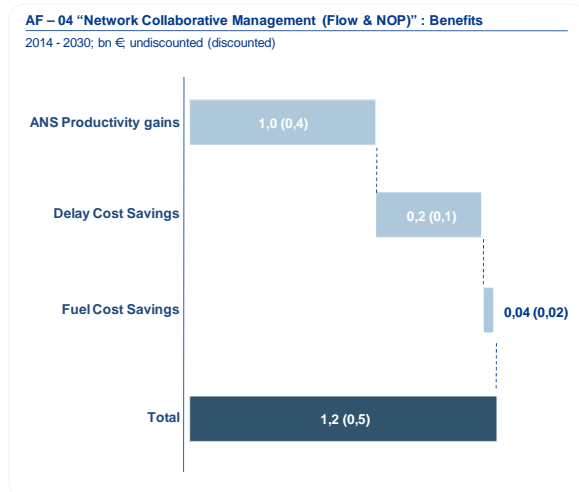 AF – 04 “Network Collaborative Management (Flow & NOP)” : Benefits
2014 - 2030; bn €; undiscounted (discounted)
ANS Productivity gains
1,0 (0,4)
Delay Cost Savings
0,2 (0,1)
Fuel Cost Savings
0,04 (0,02)
Total
1,2 (0,5)